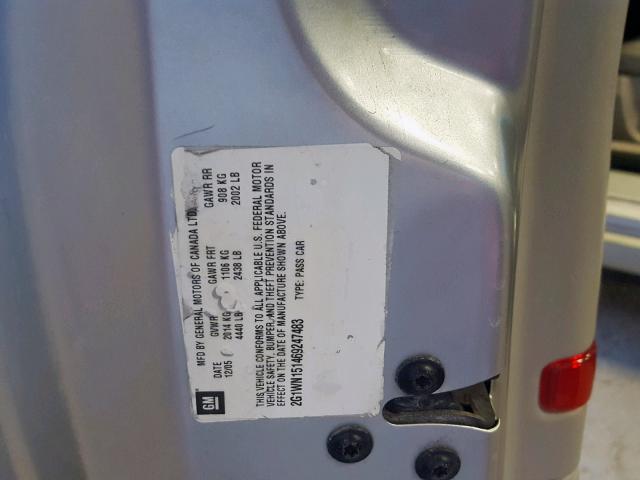 GM
MFD BY GENERAL MOTORS OF CANADA LTD.
DATE GVWR GAWR FRT GAWR RR
12/05 2014 KG 1106 KG 908 KG
4440 LB 2438 LB 2002 LB
THIS VEHICLE CONFORMS TO ALL APPLICABLE U.S. FEDERAL MOTOR
VEHICLE SAFETY, BUMPER, AND THEFT PREVENTION STANDARDS IN
EFFECT ON THE DATE OF MANUFACTURE SHOWN ABOVE.
2G1WN151469247483 TYPE: PASS CAR